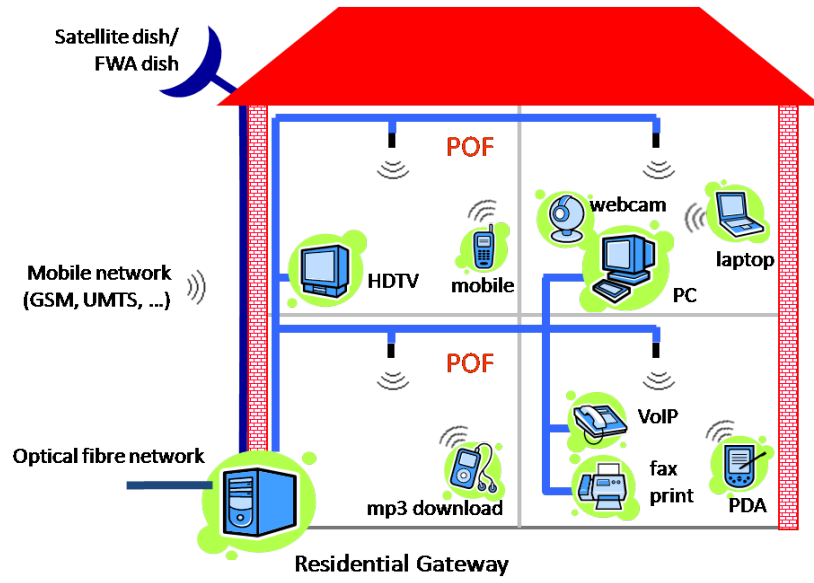 Satellite dish/
FWA dish
POF
webcam
laptop
HDTV
mobile
PC
Mobile network
(GSM, UMTS, ...)
POF
VoIP
Optical fibre network
fax
print
mp3 download
PDA
Residential Gateway